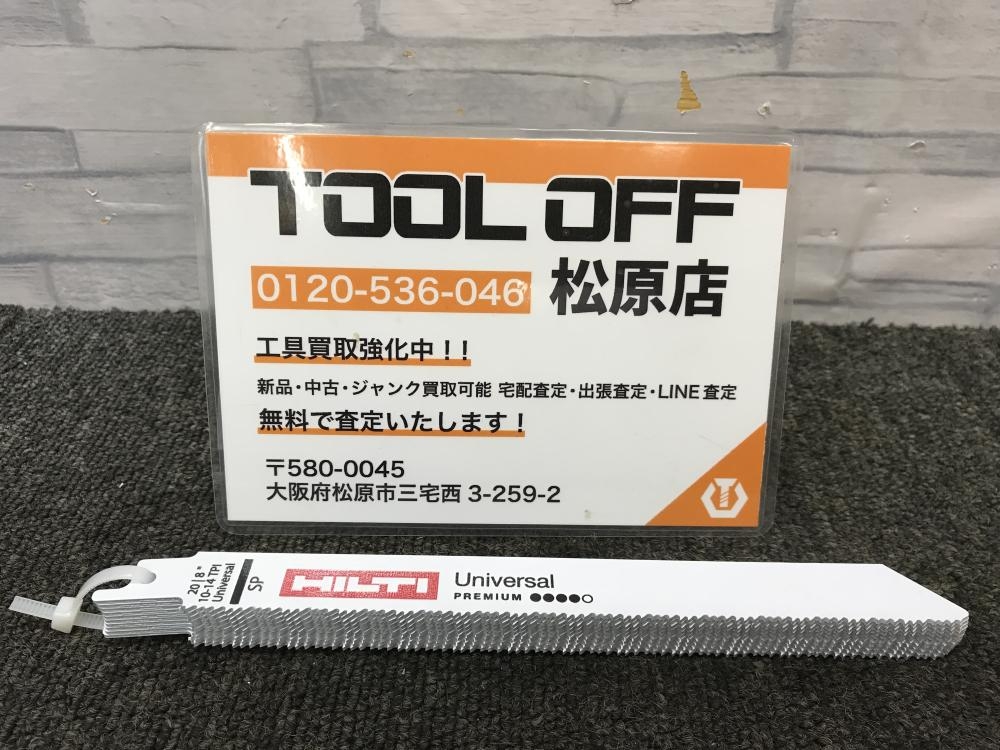 TOOL OFF
0120-536-046 松原店
工具買取強化中！！
新品・中古・ジャンク買取可能 宅配査定・出張査定・LINE査定
無料で査定いたします！
〒580-0045
大阪府松原市三宅西 3-259-2
20 | 8"
10-14 TPI
Universal
SP
HILTI
Universal
PREMIUM